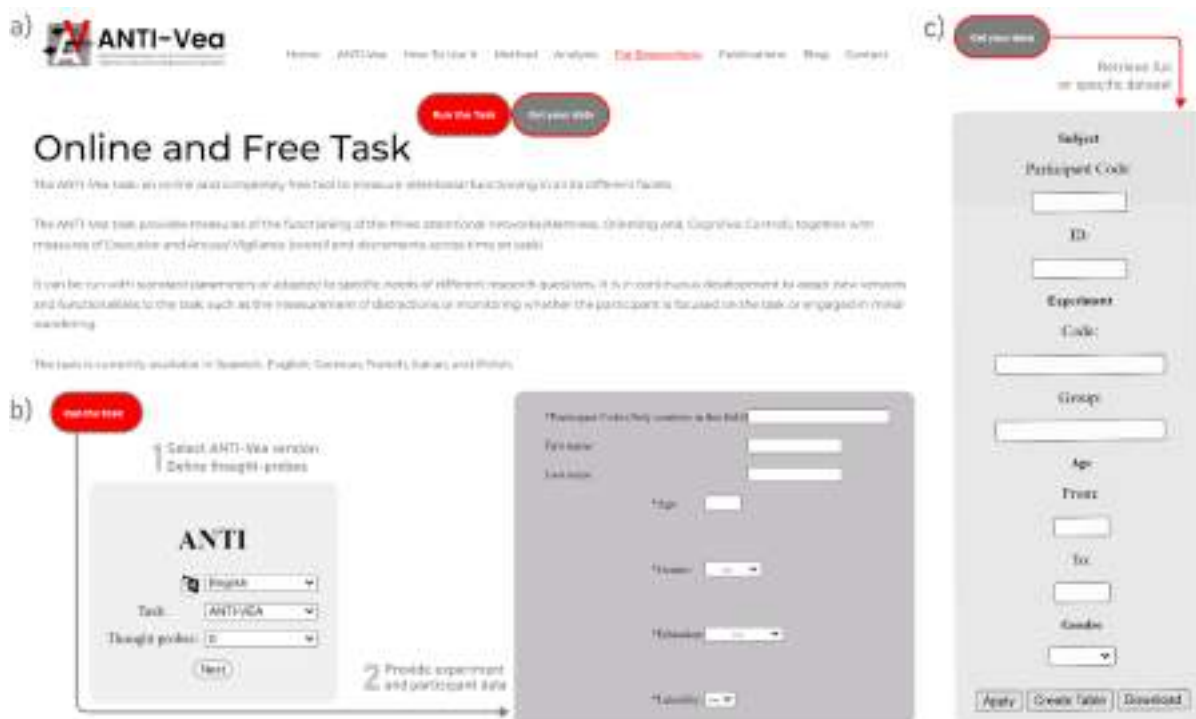 a)
ANTI-Vea
Home ANTI-Vea How To Use it Method Analysis For Researchers Publications Blog Contact
Run the Task
Get your data
Online and Free Task
The ANTI-Vea task: an online and completely free tool to measure attentional functioning in all its different facets.
The ANTI-Vea task provides measures of the functioning of the three attentional networks (Alertness, Orienting and, Cognitive Control), together with
measures of Executive and Arousal Vigilance (overall and decrements across time on task)
It can be run with standard parameters or adapted to specific needs of different research questions. It is in continuous development to adapt new versions
and functionalities to the task, such as the measurement of distractions or monitoring whether the participant is focused on the task or engaged in mind
wandering.
The task is currently available in Spanish, English, German, French, Italian, and Polish.
b)
Run the Task
1 Select ANTI-Vea version
Define thought-probes
ANTI
English
Task: ANTI-VEA
Thought probes: 0
Next
2 Provide experiment
and participant data
*Participant Code
First name
Last name
*Age
*Gender
*Education
*Laterality
c)
Get your data
Retrieve full
or specific dataset
Subject
Participant Code:
ID:
Experiment
Code:
Group:
Age
From:
To:
Gender
Apply
Create Table
Download